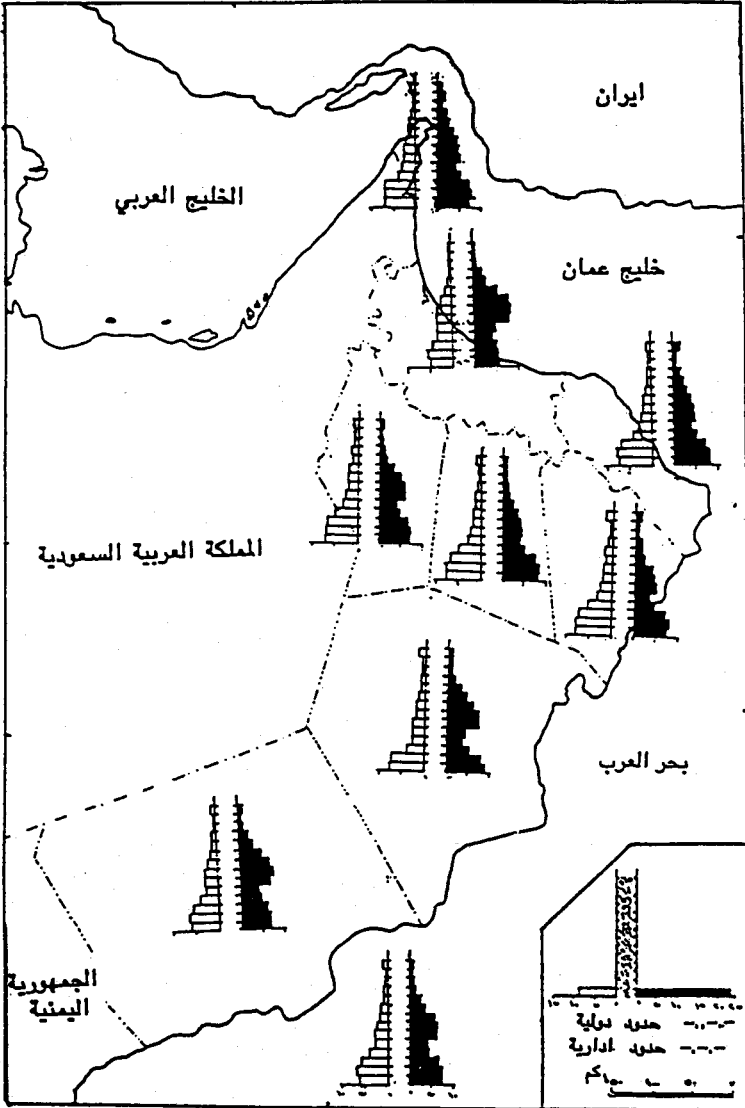 ايران
الخليج العربي
خليج عمان
المملكة العربية السعودية
بحر العرب
الجمهورية
اليمنية
حدود دولية
حدود ادارية
كم